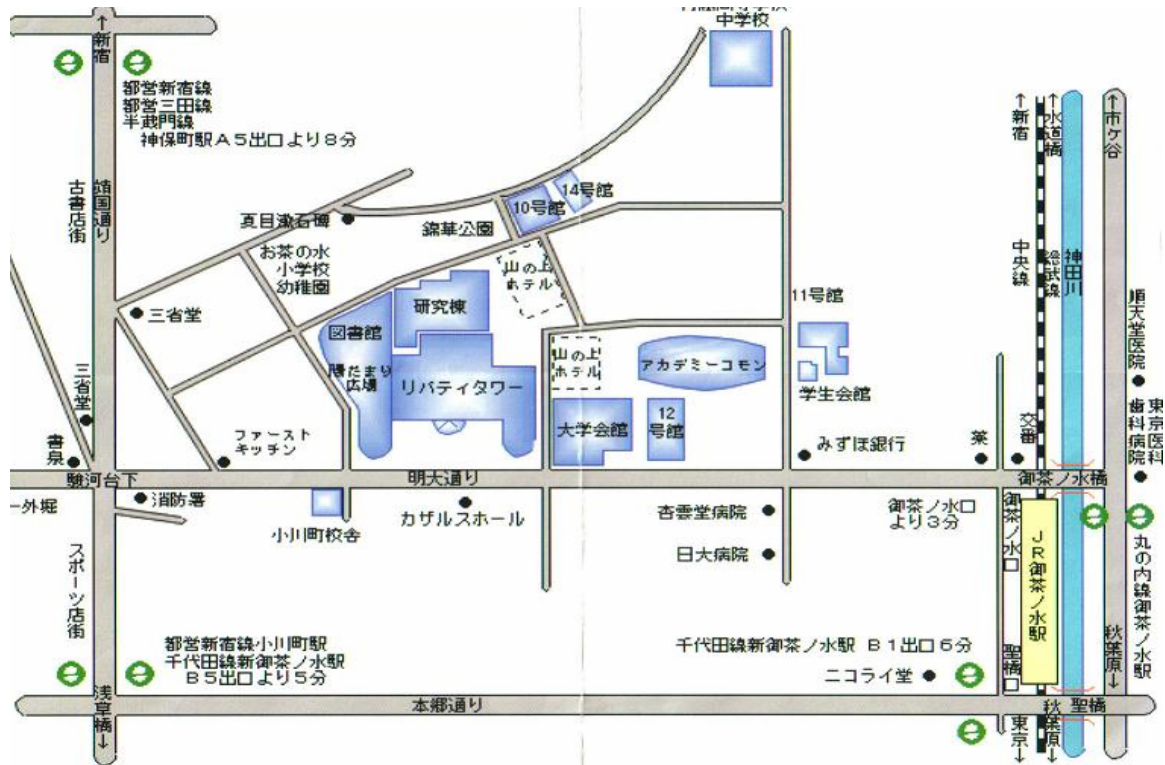 ↑新宿
中学校
都営新宿線
都営三田線
半蔵門線
神保町駅A5出口より8分
古書店街
靖国通り
夏目漱石碑
錦華公園
10号館
14号館
お茶の水
小学校
幼稚園
山の上
ホテル
三省堂
図書館
研究棟
11号館
三省堂
陽だまり
広場
リバティタワー
山の上
ホテル
アカデミーコモン
学生会館
書泉
ファースト
キッチン
大学会館
12
号館
みずほ銀行
薬
交番
駿河台下
明大通り
御茶ノ水橋
↑新宿
↑水道橋
↑市ヶ谷
中央線
総武線
神田川
順天堂医院
東京医科
歯科病院
外堀
消防署
小川町校舎
カザルスホール
杏雲堂病院
日大病院
御茶ノ水口
より3分
御茶ノ水口
JR御茶ノ水駅
丸の内線御茶ノ水駅
スポーツ店街
都営新宿線小川町駅
千代田線新御茶ノ水駅
B5出口より5分
千代田線新御茶ノ水駅 B1出口6分
ニコライ堂
聖橋口
秋葉原↓
浅草橋↓
本郷通り
聖橋
東京↓
秋葉原↓